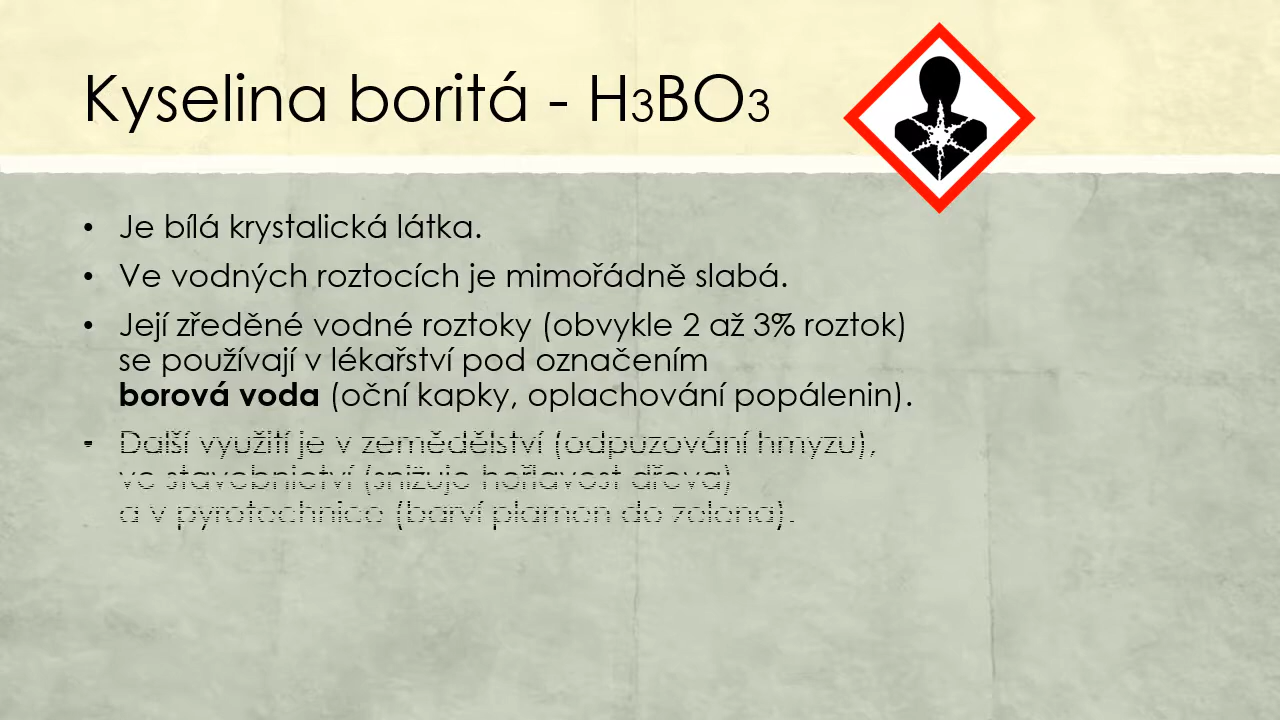 Kyselina boritá - H₃BO₃
• Je bílá krystalická látka.
• Ve vodných roztocích je mimořádně slabá.
• Její zředěné vodné roztoky (obvykle 2 až 3% roztok)
se používají v lékařství pod označením
borová voda (oční kapky, oplachování popálenin).
• Další využití je v zemědělství (odpuzování hmyzu),
ve stavebnictví (snižuje hořlavost dřeva)
a v pyrotechnice (barví plamen do zelena).